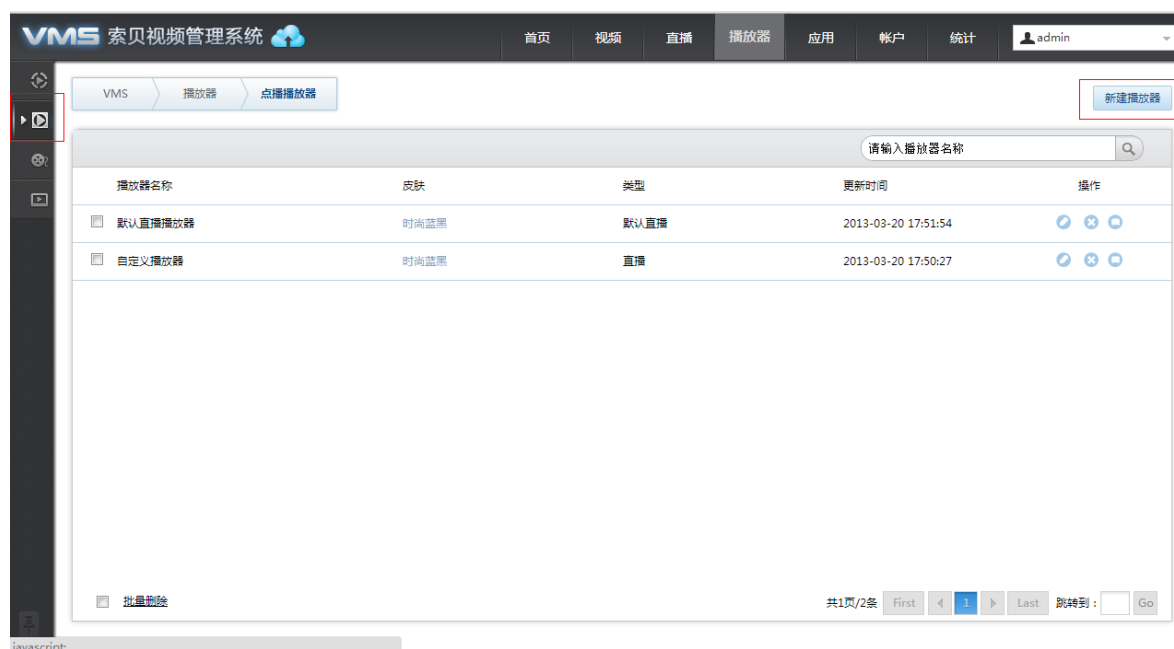 VMS 索贝视频管理系统
首页 视频 直播 播放器 应用 帐户 统计 admin
VMS 播放器 点播播放器 新建播放器
请输入播放器名称
播放器名称 皮肤 类型 更新时间 操作
默认直播播放器 时尚蓝黑 默认直播 2013-03-20 17:51:54
自定义播放器 时尚蓝黑 直播 2013-03-20 17:50:27
批量删除 共1页/2条 First 1 Last 跳转到： Go
javascript: